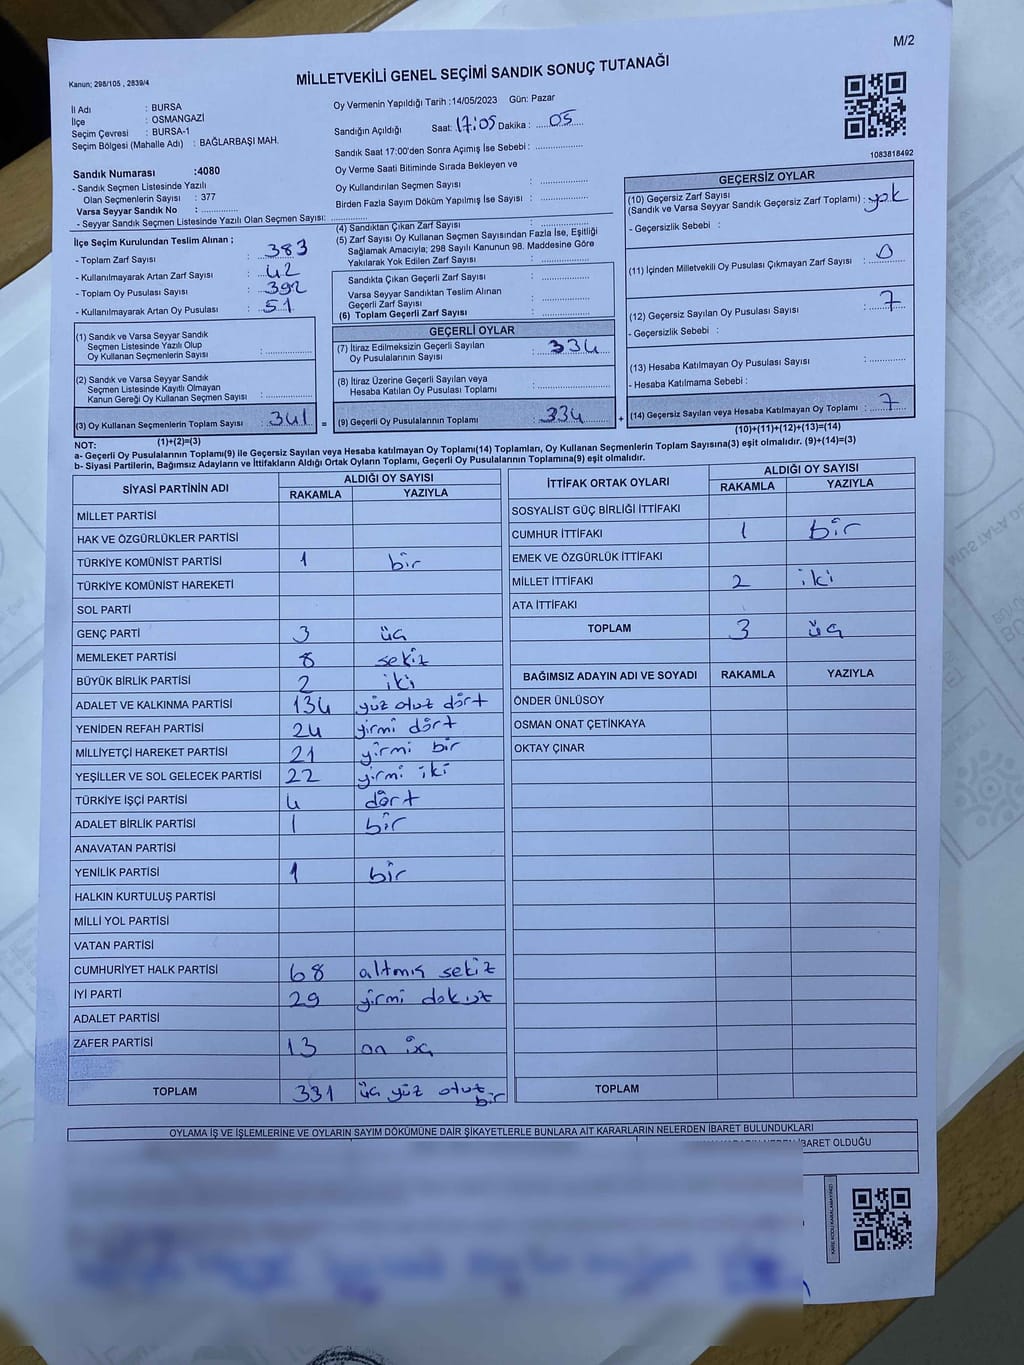 M/2
Kanun: 298/105 , 2839/4
MİLLETVEKİLİ GENEL SEÇİMİ SANDIK SONUÇ TUTANAĞI
İl Adı : BURSA
İlçe : OSMANGAZİ
Seçim Çevresi : BURSA-1
Seçim Bölgesi (Mahalle Adı) : BAĞLARBAŞI MAH.
Sandık Numarası :4080
- Sandık Seçmen Listesinde Yazılı
Olan Seçmenlerin Sayısı : 377
Varsa Seyyar Sandık No : ..............
- Seyyar Sandık Seçmen Listesinde Yazılı Olan Seçmen Sayısı: ..............
Oy Vermenin Yapıldığı Tarih :14/05/2023 Gün: Pazar
Sandığın Açıldığı Saat: 17:05 Dakika : 05
Sandık Saat 17:00'den Sonra Açımış İse Sebebi : ..............
Oy Verme Saati Bitiminde Sırada Bekleyen ve
Oy Kullandırılan Seçmen Sayısı : ..............
Birden Fazla Sayım Döküm Yapılmış İse Sayısı : ..............
1083818492
İlçe Seçim Kurulundan Teslim Alınan ;
- Toplam Zarf Sayısı : 383
- Kullanılmayarak Artan Zarf Sayısı : 42
- Toplam Oy Pusulası Sayısı : 392
- Kullanılmayarak Artan Oy Pusulası : 51
(1) Sandık ve Varsa Seyyar Sandık
Seçmen Listesinde Yazılı Olup
Oy Kullanan Seçmenlerin Sayısı : ..............
(2) Sandık ve Varsa Seyyar Sandık
Seçmen Listesinde Kayıtlı Olmayan
Kanun Gereği Oy Kullanan Seçmen Sayısı : ..............
(3) Oy Kullanan Seçmenlerin Toplam Sayısı : 341
(1)+(2)=(3)
(4) Sandıktan Çıkan Zarf Sayısı : ..............
(5) Zarf Sayısı Oy Kullanan Seçmen Sayısından Fazla İse, Eşitliği
Sağlamak Amacıyla; 298 Sayılı Kanunun 98. Maddesine Göre
Yakılarak Yok Edilen Zarf Sayısı : ..............
Sandıkta Çıkan Geçerli Zarf Sayısı : ..............
Varsa Seyyar Sandıktan Teslim Alınan
Geçerli Zarf Sayısı : ..............
(6) Toplam Geçerli Zarf Sayısı : ..............
GEÇERLİ OYLAR
(7) İtiraz Edilmeksizin Geçerli Sayılan
Oy Pusulalarının Sayısı : 334
(8) İtiraz Üzerine Geçerli Sayılan veya
Hesaba Katılan Oy Pusulası Toplamı : ..............
= (9) Geçerli Oy Pusulalarının Toplamı : 334 +
GEÇERSİZ OYLAR
(10) Geçersiz Zarf Sayısı
(Sandık ve Varsa Seyyar Sandık Geçersiz Zarf Toplamı) : yok
- Geçersizlik Sebebi :
(11) İçinden Milletvekili Oy Pusulası Çıkmayan Zarf Sayısı : 0
(12) Geçersiz Sayılan Oy Pusulası Sayısı : 7
- Geçersizlik Sebebi :
(13) Hesaba Katılmayan Oy Pusulası Sayısı : ..............
- Hesaba Katılmama Sebebi :
(14) Geçersiz Sayılan veya Hesaba Katılmayan Oy Toplamı : 7
(10)+(11)+(12)+(13)=(14)
NOT:
a- Geçerli Oy Pusulalarının Toplamı(9) ile Geçersiz Sayılan veya Hesaba katılmayan Oy Toplamı(14) Toplamları, Oy Kullanan Seçmenlerin Toplam Sayısına(3) eşit olmalıdır. (9)+(14)=(3)
b- Siyasi Partilerin, Bağımsız Adayların ve İttifakların Aldığı Ortak Oyların Toplamı, Geçerli Oy Pusulalarının Toplamına(9) eşit olmalıdır.
SİYASİ PARTİNİN ADI ALDIĞI OY SAYISI
RAKAMLA YAZIYLA
MİLLET PARTİSİ
HAK VE ÖZGÜRLÜKLER PARTİSİ
TÜRKİYE KOMÜNİST PARTİSİ 1 bir
TÜRKİYE KOMÜNİST HAREKETİ
SOL PARTİ
GENÇ PARTİ 3 üç
MEMLEKET PARTİSİ 8 sekiz
BÜYÜK BİRLİK PARTİSİ 2 iki
ADALET VE KALKINMA PARTİSİ 134 yüz otuz dört
YENİDEN REFAH PARTİSİ 24 yirmi dört
MİLLİYETÇİ HAREKET PARTİSİ 21 yirmi bir
YEŞİLLER VE SOL GELECEK PARTİSİ 22 yirmi iki
TÜRKİYE İŞÇİ PARTİSİ 4 dört
ADALET BİRLİK PARTİSİ 1 bir
ANAVATAN PARTİSİ
YENİLİK PARTİSİ 1 bir
HALKIN KURTULUŞ PARTİSİ
MİLLİ YOL PARTİSİ
VATAN PARTİSİ
CUMHURİYET HALK PARTİSİ 68 altmış sekiz
İYİ PARTİ 29 yirmi dokuz
ADALET PARTİSİ
ZAFER PARTİSİ 13 on üç
TOPLAM 331 üç yüz otuz bir
İTTİFAK ORTAK OYLARI ALDIĞI OY SAYISI
RAKAMLA YAZIYLA
SOSYALİST GÜÇ BİRLİĞİ İTTİFAKI
CUMHUR İTTİFAKI 1 bir
EMEK VE ÖZGÜRLÜK İTTİFAKI
MİLLET İTTİFAKI 2 iki
ATA İTTİFAKI
TOPLAM 3 üç
BAĞIMSIZ ADAYIN ADI VE SOYADI RAKAMLA YAZIYLA
ÖNDER ÜNLÜSOY
OSMAN ONAT ÇETİNKAYA
OKTAY ÇINAR
TOPLAM
OYLAMA İŞ VE İŞLEMLERİNE VE OYLARIN SAYIM DÖKÜMÜNE DAİR ŞİKAYETLERLE BUNLARA AİT KARARLARIN NELERDEN İBARET BULUNDUKLARI
İBARET OLDUĞU